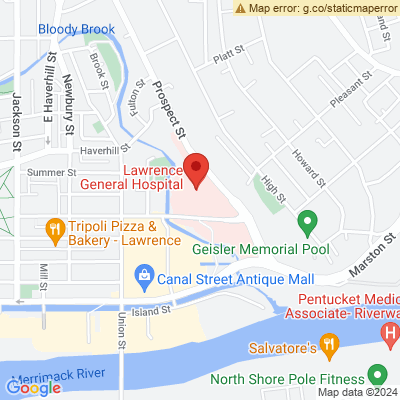 Map error: g.co/staticmaperror
Bloody Brook
Platt St
E Haverhill St
Newbury St
Brook St
Fulton St
Prospect St
Pleasant St
Jackson St
Haverhill St
Howard St
Summer St
Lawrence
General Hospital
High St
Tripoli Pizza &
Bakery - Lawrence
Geisler Memorial Pool
Marston St
Mill St
Canal Street Antique Mall
Island St
Union St
Pentucket Medic
Associate- Riverwa
Salvatore's
Merrimack River
North Shore Pole Fitness
Google
Map data ©2024